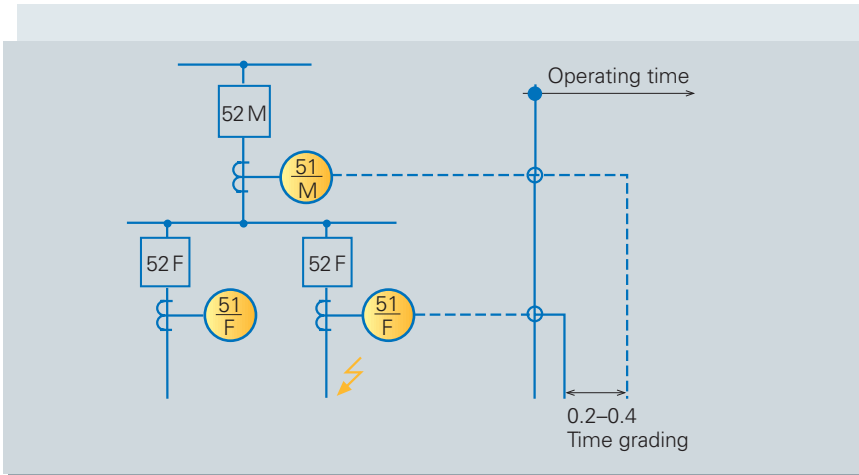 Operating time
52 M
51
M
52 F
52 F
51
F
51
F
0.2–0.4
Time grading